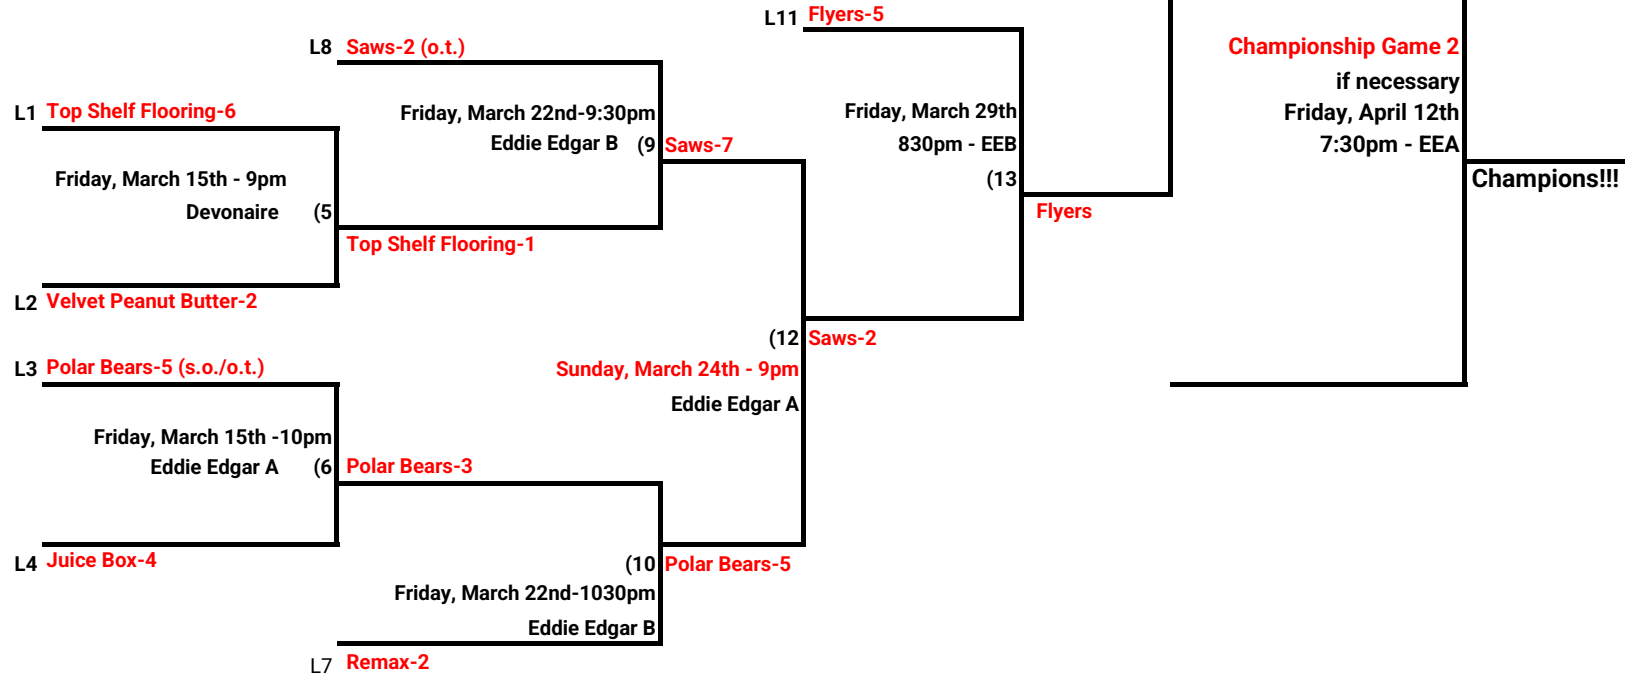 L11 Flyers-5
L8 Saws-2 (o.t.)
Championship Game 2
if necessary
Friday, April 12th
7:30pm - EEA
L1 Top Shelf Flooring-6
Friday, March 22nd-9:30pm
Eddie Edgar B (9 Saws-7
Friday, March 29th
830pm - EEB
(13
Champions!!!
Friday, March 15th - 9pm
Devonaire (5
Flyers
Top Shelf Flooring-1
L2 Velvet Peanut Butter-2
(12 Saws-2
Sunday, March 24th - 9pm
Eddie Edgar A
L3 Polar Bears-5 (s.o./o.t.)
Friday, March 15th -10pm
Eddie Edgar A (6 Polar Bears-3
L4 Juice Box-4
(10 Polar Bears-5
Friday, March 22nd-1030pm
Eddie Edgar B
L7 Remax-2